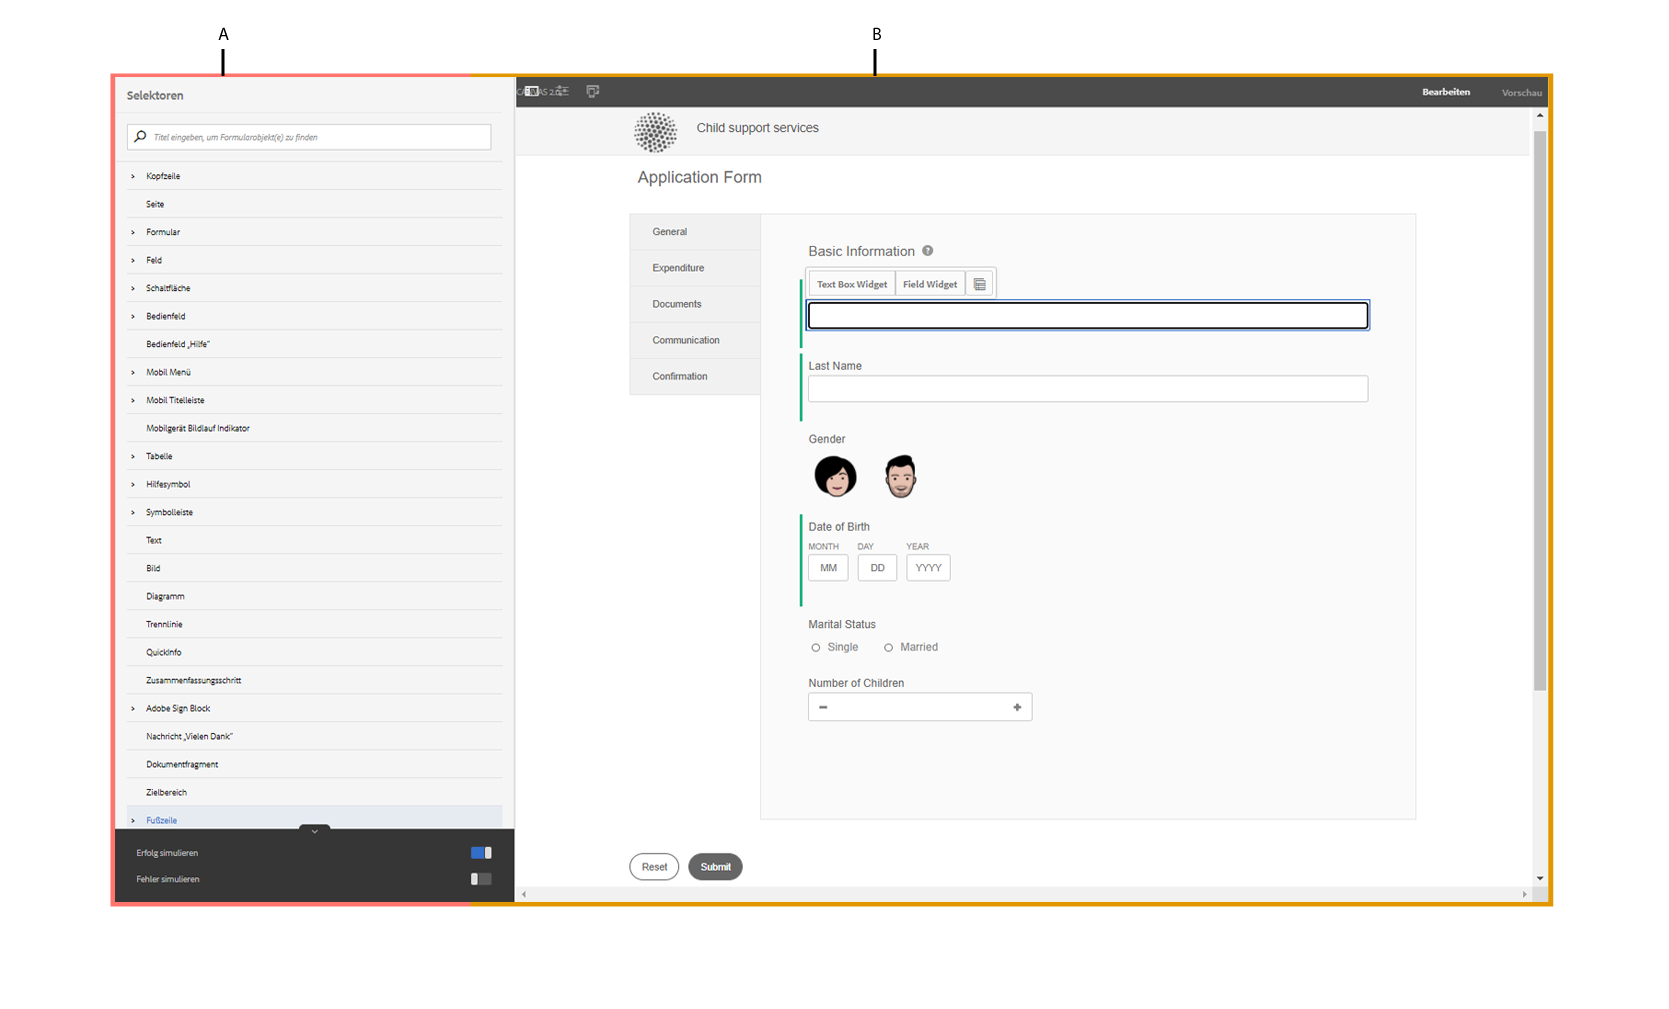 A
B
Selektoren
Titel eingeben, um Formularobjekt(e) zu finden
Kopfzeile
Seite
Formular
Feld
Schaltfläche
Bedienfeld
Bedienfeld „Hilfe“
Mobil Menü
Mobil Titelleiste
Mobilgerät Bildlauf Indikator
Tabelle
Hilfesymbol
Symbolleiste
Text
Bild
Diagramm
Trennlinie
QuickInfo
Zusammenfassungsschritt
Adobe Sign Block
Nachricht „Vielen Dank“
Dokumentfragment
Zielbereich
Fußzeile
Erfolg simulieren
Fehler simulieren
Bearbeiten
Vorschau
Child support services
Application Form
General
Expenditure
Documents
Communication
Confirmation
Basic Information ?
Text Box Widget Field Widget
Last Name
Gender
Date of Birth
MONTH DAY YEAR
MM DD YYYY
Marital Status
Single Married
Number of Children
Reset Submit